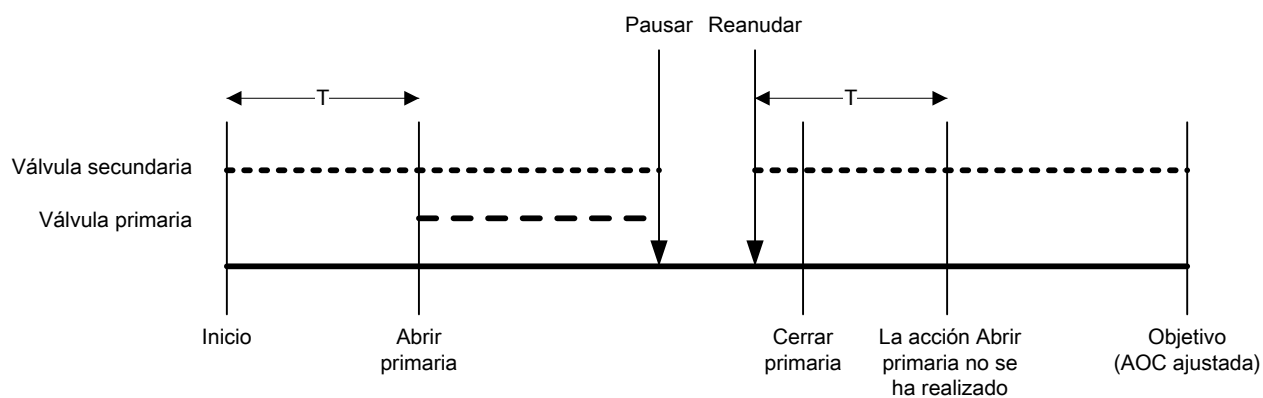 Pausar
Reanudar
T
T
Válvula secundaria
Válvula primaria
Inicio
Abrir
primaria
Cerrar
primaria
La acción Abrir
primaria no se
ha realizado
Objetivo
(AOC ajustada)